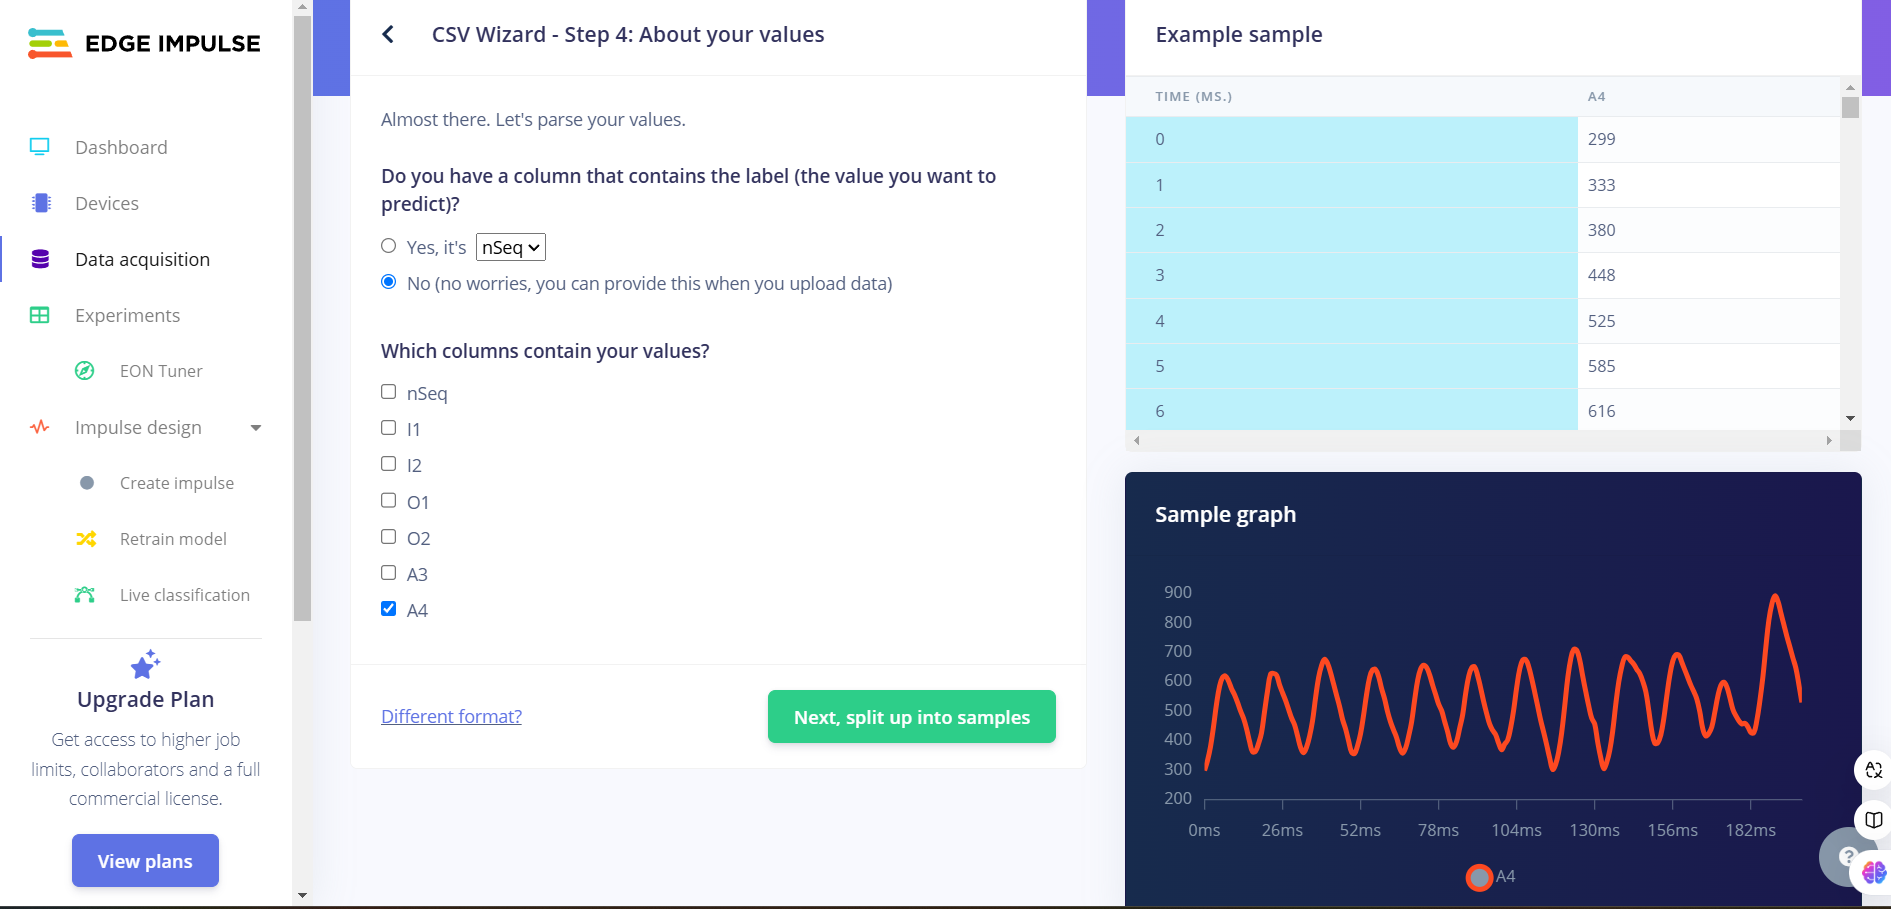 EDGE IMPULSE
Dashboard
Devices
Data acquisition
Experiments
EON Tuner
Impulse design
Create impulse
Retrain model
Live classification
Upgrade Plan
Get access to higher job
limits, collaborators and a full
commercial license.
View plans
CSV Wizard - Step 4: About your values
Almost there. Let's parse your values.
Do you have a column that contains the label (the value you want to
predict)?
Yes, it's nSeq
No (no worries, you can provide this when you upload data)
Which columns contain your values?
nSeq
I1
I2
O1
O2
A3
A4
Different format?
Next, split up into samples
Example sample
TIME (MS.) A4
0 299
1 333
2 380
3 448
4 525
5 585
6 616
Sample graph
900
800
700
600
500
400
300
200
0ms 26ms 52ms 78ms 104ms 130ms 156ms 182ms
A4
?